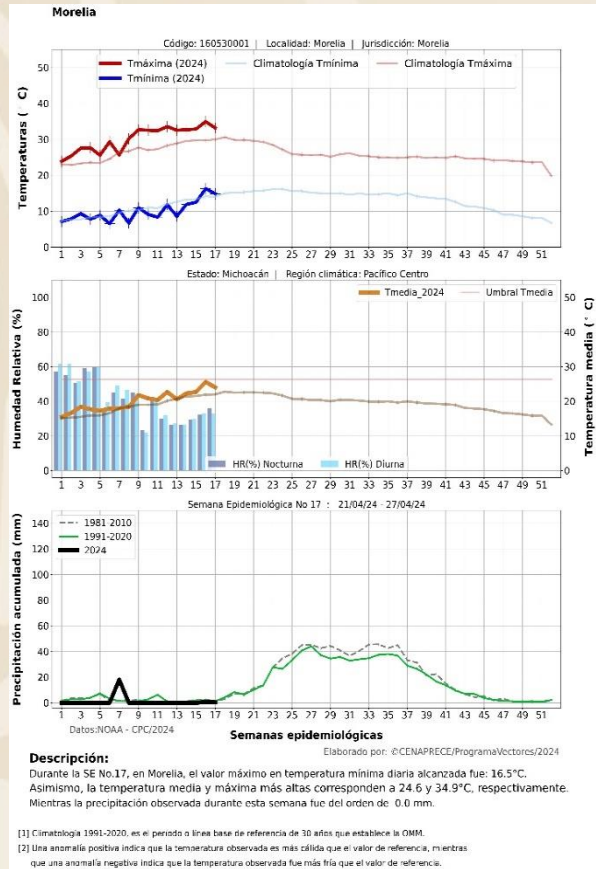 Morelia
Código: 160530001 | Localidad: Morelia | Jurisdicción: Morelia
Tmáxima (2024)
Climatología Tmínima
Climatología Tmáxima
Tmínima (2024)
Temperaturas (° C)
50
40
30
20
10
0
1 3 5 7 9 11 13 15 17 19 21 23 25 27 29 31 33 35 37 39 41 43 45 47 49 51
Estado: Michoacán | Región climática: Pacífico Centro
Tmedia_2024
Umbral Tmedia
Humedad Relativa (%)
100
80
60
40
20
0
Temperatura media (° C)
50
40
30
20
10
0
HR(%) Nocturna
HR(%) Diurna
1 3 5 7 9 11 13 15 17 19 21 23 25 27 29 31 33 35 37 39 41 43 45 47 49 51
Semana Epidemiológica No 17 : 21/04/24 - 27/04/24
1981-2010
1991-2020
2024
Precipitación acumulada (mm)
140
120
100
80
60
40
20
0
1 3 5 7 9 11 13 15 17 19 21 23 25 27 29 31 33 35 37 39 41 43 45 47 49 51
Datos:NOAA - CPC/2024
Semanas epidemiológicas
Elaborado por: ©CENAPRECE/ProgramaVectores/2024
Descripción:
Durante la SE No.17, en Morelia, el valor máximo en temperatura mínima diaria alcanzada fue: 16.5°C.
Asimismo, la temperatura media y máxima más altas corresponden a 24.6 y 34.9°C, respectivamente.
Mientras la precipitación observada durante esta semana fue del orden de 0.0 mm.
[1] Climatología 1991-2020, es el periodo o línea base de referencia de 30 años que establece la OMM.
[2] Una anomalía positiva indica que la temperatura observada es más cálida que el valor de referencia, mientras
que una anomalía negativa indica que la temperatura observada fue más fría que el valor de referencia.